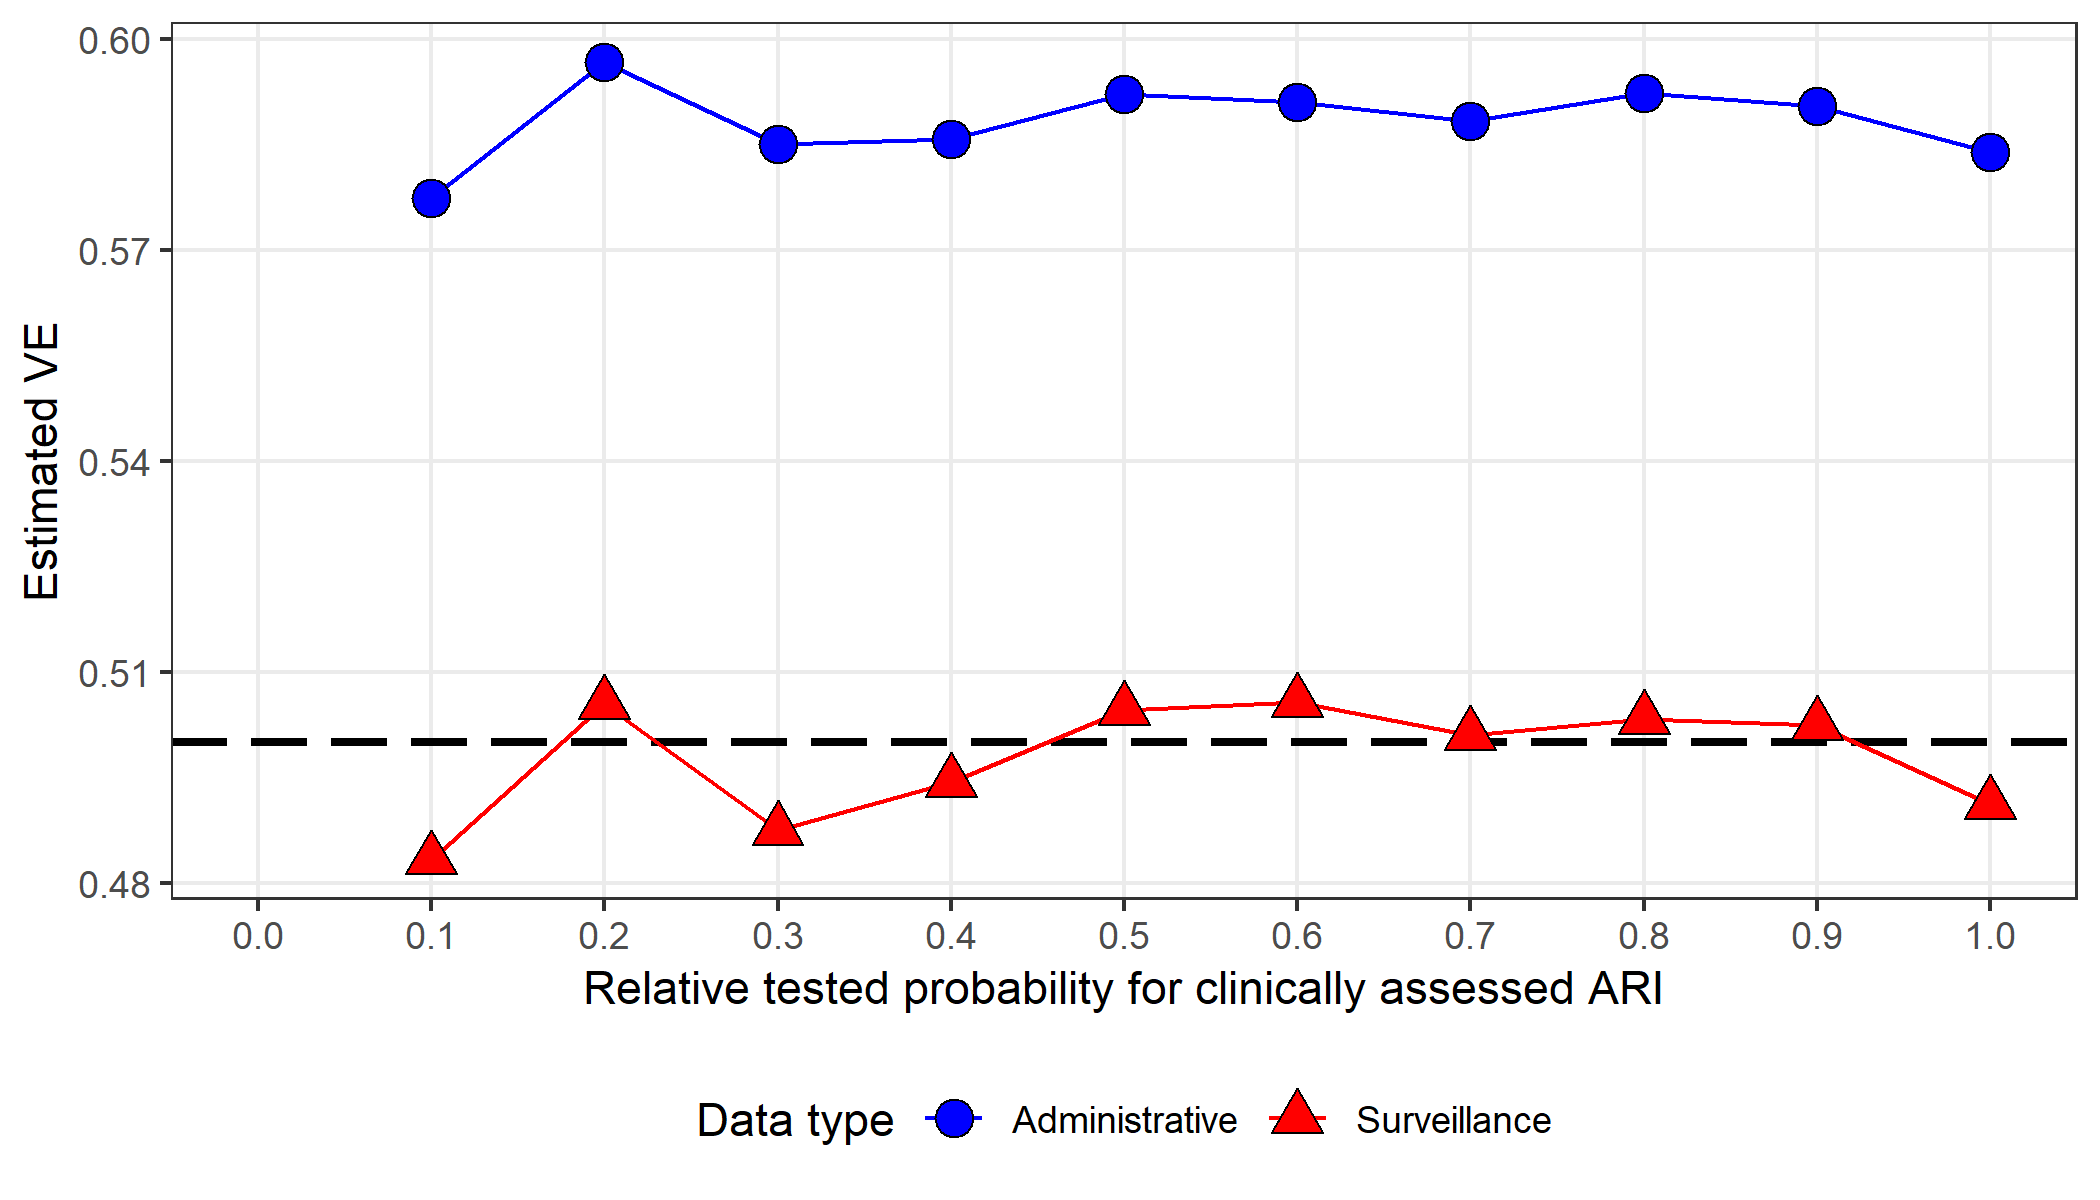 0.60
0.57
0.54
0.51
0.48
Estimated VE
0.0 0.1 0.2 0.3 0.4 0.5 0.6 0.7 0.8 0.9 1.0
Relative tested probability for clinically assessed ARI
Data type Administrative Surveillance